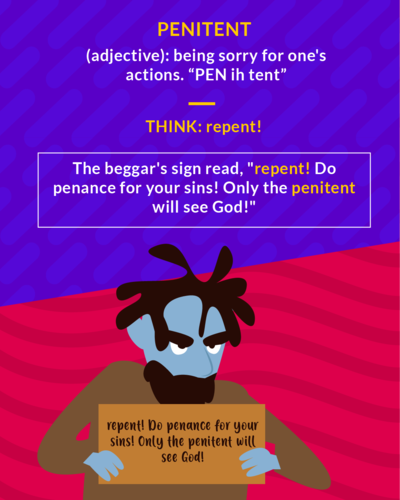 PENITENT
(adjective): being sorry for one's
actions. “PEN ih tent”
THINK: repent!
The beggar's sign read, "repent! Do
penance for your sins! Only the penitent
will see God!"
repent! Do penance for your
sins! Only the penitent will
see God!